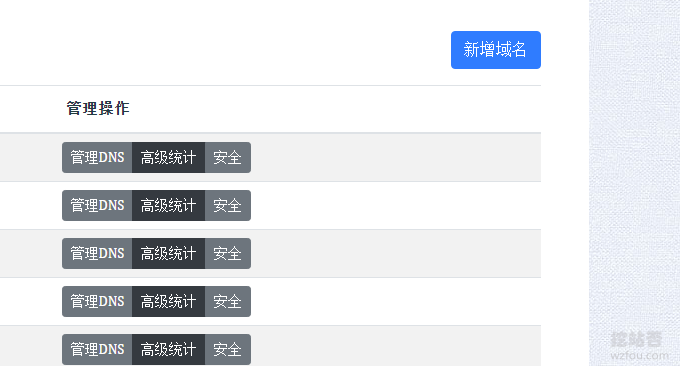 新增域名
管理操作
管理DNS 高级统计 安全
管理DNS 高级统计 安全
管理DNS 高级统计 安全
管理DNS 高级统计 安全
管理DNS 高级统计 安全
挖站否
wzfou.com